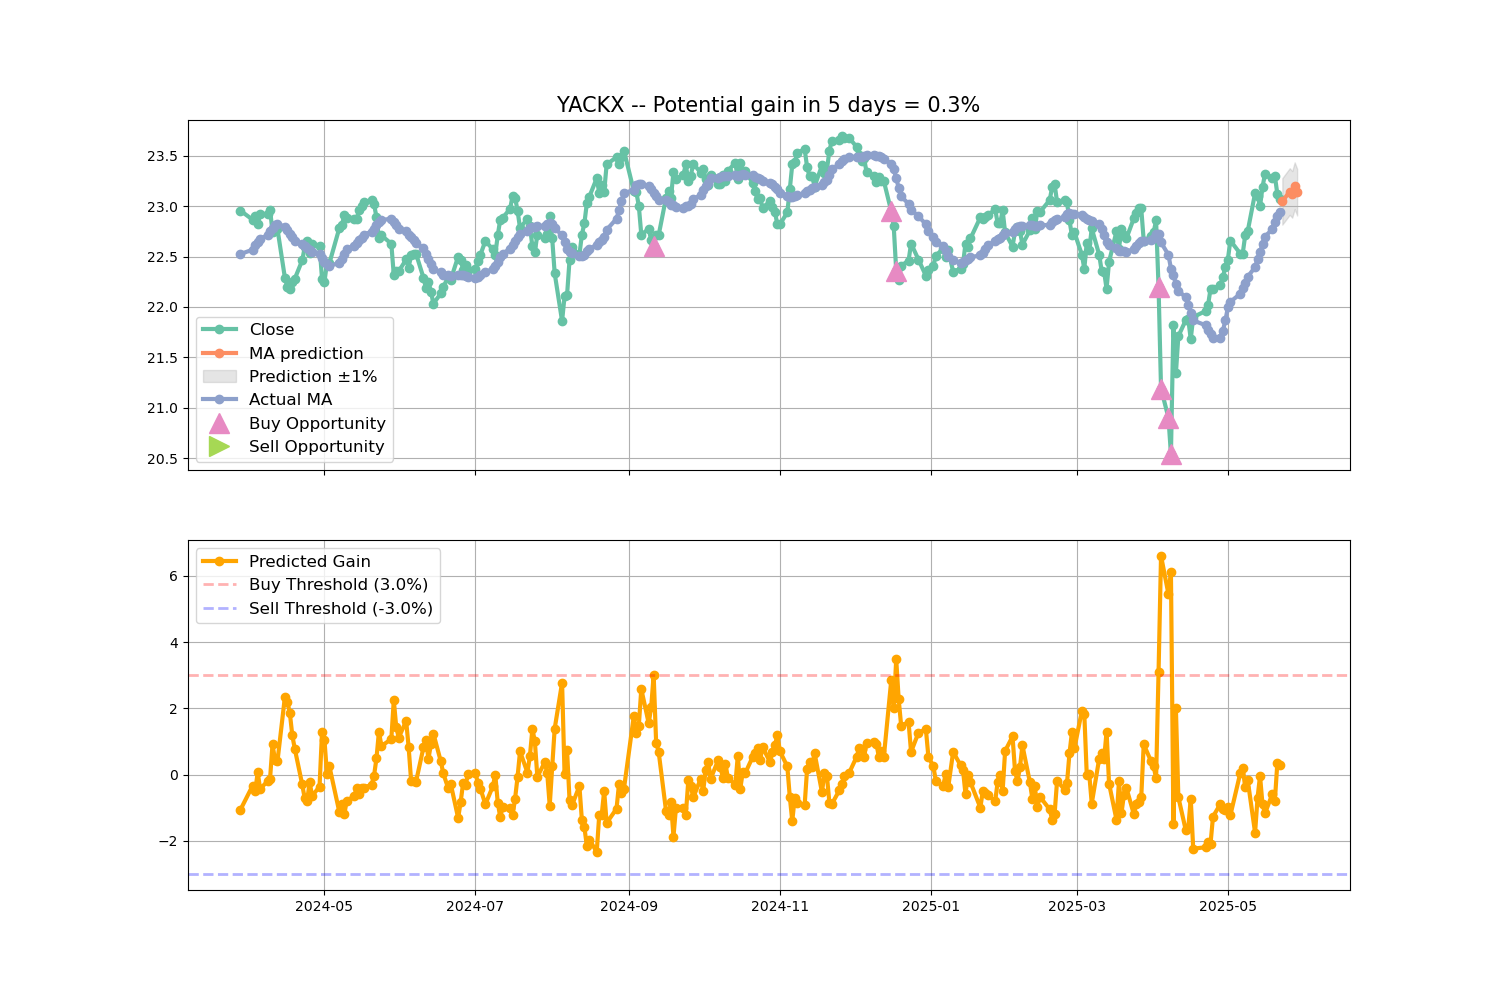 YACKX -- Potential gain in 5 days = 0.3%
23.5
23.0
22.5
22.0
21.5
21.0
20.5
Close
MA prediction
Prediction ±1%
Actual MA
Buy Opportunity
Sell Opportunity
6
4
2
0
−2
Predicted Gain
Buy Threshold (3.0%)
Sell Threshold (-3.0%)
2024-05
2024-07
2024-09
2024-11
2025-01
2025-03
2025-05